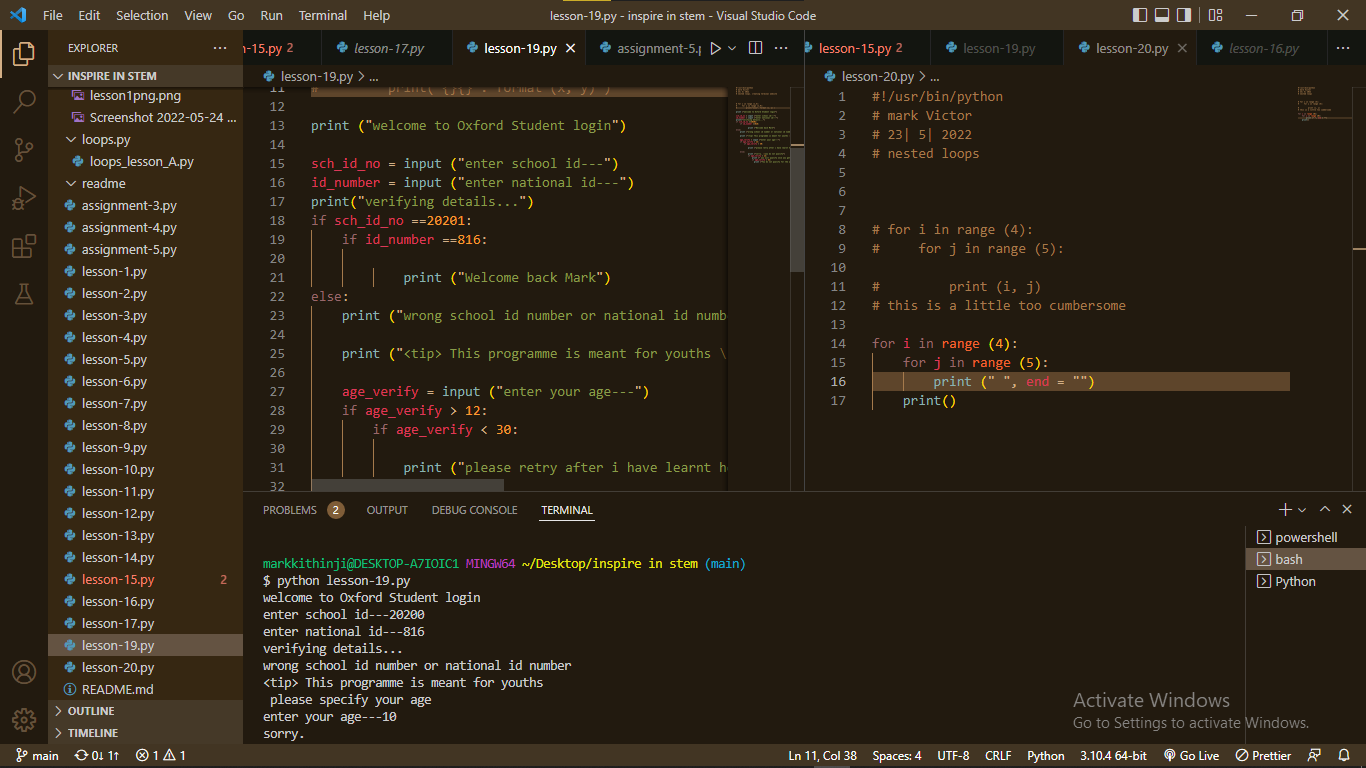 File Edit Selection View Go Run Terminal Help lesson-19.py - inspire in stem - Visual Studio Code
EXPLORER ···
INSPIRE IN STEM
lesson1png.png
Screenshot 2022-05-24 ...
loops.py
loops_lesson_A.py
readme
assignment-3.py
assignment-4.py
assignment-5.py
lesson-1.py
lesson-2.py
lesson-3.py
lesson-4.py
lesson-5.py
lesson-6.py
lesson-7.py
lesson-8.py
lesson-9.py
lesson-10.py
lesson-11.py
lesson-12.py
lesson-13.py
lesson-14.py
lesson-15.py 2
lesson-16.py
lesson-17.py
lesson-19.py
lesson-20.py
README.md
OUTLINE
TIMELINE
n-15.py 2 lesson-17.py lesson-19.py assignment-5.p ···
lesson-19.py > ...
11 # print( {}{} . format (x, y) )
12
13 print ("welcome to Oxford Student login")
14
15 sch_id_no = input ("enter school id---")
16 id_number = input ("enter national id---")
17 print("verifying details...")
18 if sch_id_no ==20201:
19 if id_number ==816:
20
21 print ("Welcome back Mark")
22 else:
23 print ("wrong school id number or national id numb
24
25 print ("<tip> This programme is meant for youths \
26
27 age_verify = input ("enter your age---")
28 if age_verify > 12:
29 if age_verify < 30:
30
31 print ("please retry after i have learnt h
32
lesson-15.py 2 lesson-19.py lesson-20.py lesson-16.py ···
lesson-20.py > ...
1 #!/usr/bin/python
2 # mark Victor
3 # 23| 5| 2022
4 # nested loops
5
6
7
8 # for i in range (4):
9 # for j in range (5):
10
11 # print (i, j)
12 # this is a little too cumbersome
13
14 for i in range (4):
15 for j in range (5):
16 print (" ", end = "")
17 print()
PROBLEMS 2 OUTPUT DEBUG CONSOLE TERMINAL
markkithinji@DESKTOP-A7IOIC1 MINGW64 ~/Desktop/inspire in stem (main)
$ python lesson-19.py
welcome to Oxford Student login
enter school id---20200
enter national id---816
verifying details...
wrong school id number or national id number
<tip> This programme is meant for youths
please specify your age
enter your age---10
sorry.
powershell
bash
Python
Activate Windows
Go to Settings to activate Windows.
main 0↓ 1↑ 1 1 Ln 11, Col 38 Spaces: 4 UTF-8 CRLF Python 3.10.4 64-bit Go Live Prettier